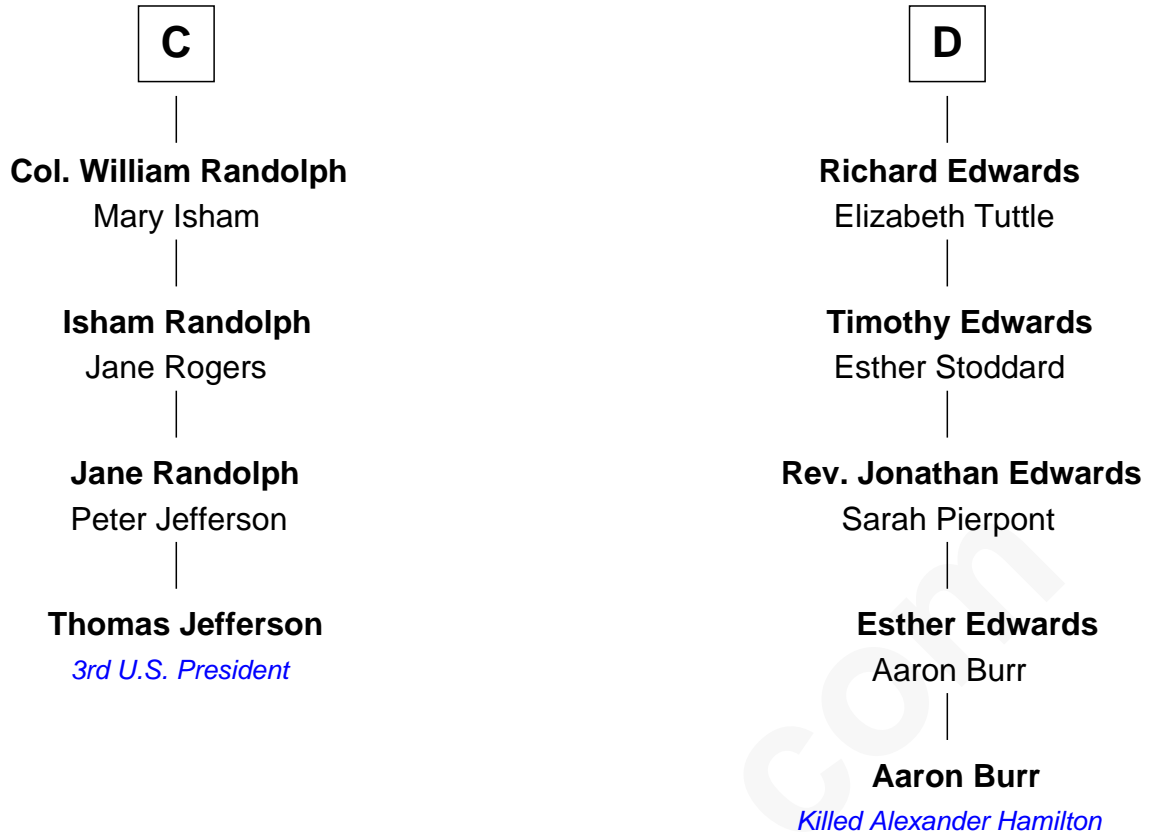 C
Col. William Randolph
Mary Isham
Isham Randolph
Jane Rogers
Jane Randolph
Peter Jefferson
Thomas Jefferson
3rd U.S. President
D
Richard Edwards
Elizabeth Tuttle
Timothy Edwards
Esther Stoddard
Rev. Jonathan Edwards
Sarah Pierpont
Esther Edwards
Aaron Burr
Aaron Burr
Killed Alexander Hamilton
com